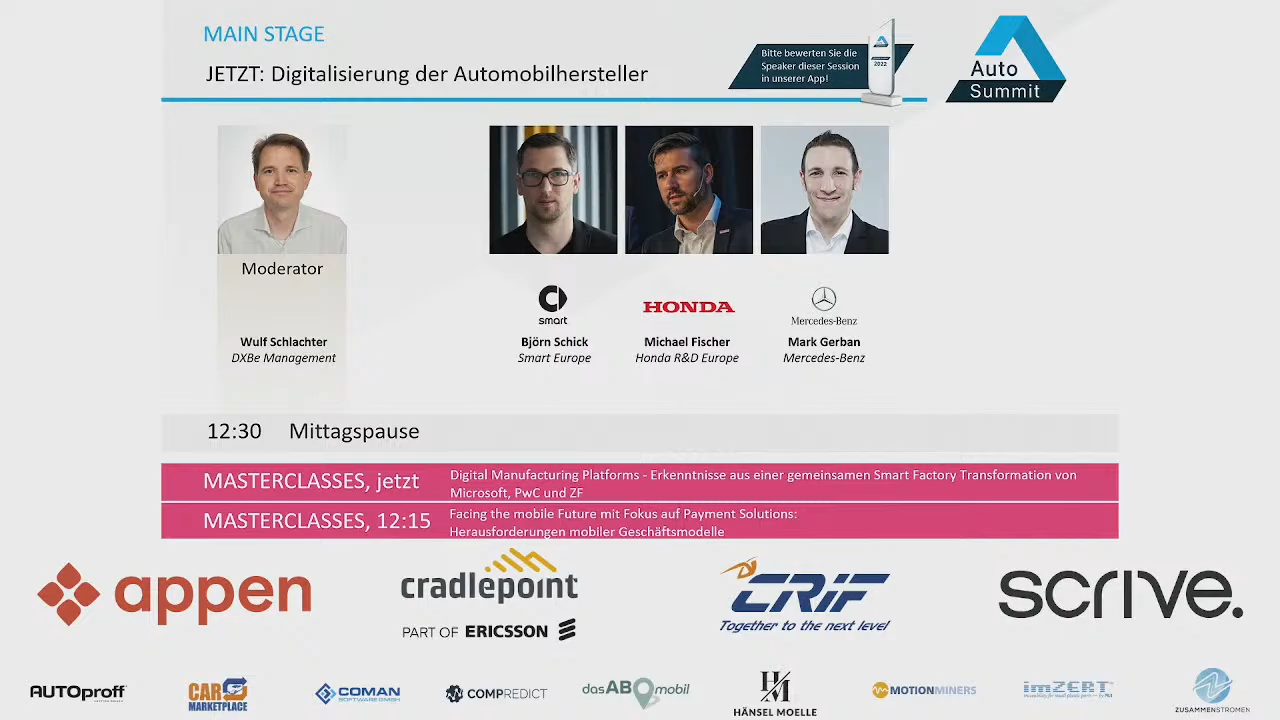 MAIN STAGE
JETZT: Digitalisierung der Automobilhersteller
Bitte bewerten Sie die
Speaker dieser Session
in unserer App!
2022
Auto
Summit
Moderator
Wulf Schlachter
DXBe Management
smart
Björn Schick
Smart Europe
HONDA
Michael Fischer
Honda R&D Europe
Mercedes-Benz
Mark Gerban
Mercedes-Benz
12:30 Mittagspause
MASTERCLASSES, jetzt
Digital Manufacturing Platforms - Erkenntnisse aus einer gemeinsamen Smart Factory Transformation von
Microsoft, PwC und ZF
MASTERCLASSES, 12:15
Facing the mobile Future mit Fokus auf Payment Solutions:
Herausforderungen mobiler Geschäftsmodelle
appen
cradlepoint
PART OF ERICSSON
CRIF
Together to the next level
scrive.
AUTOproff
CAR
MARKETPLACE
COMAN
SOFTWARE GMBH
COMPREDICT
dasABOmobil
HM
HÄNSEL MOELLE
MOTIONMINERS
imZERT
ZUSAMMENSTROMEN